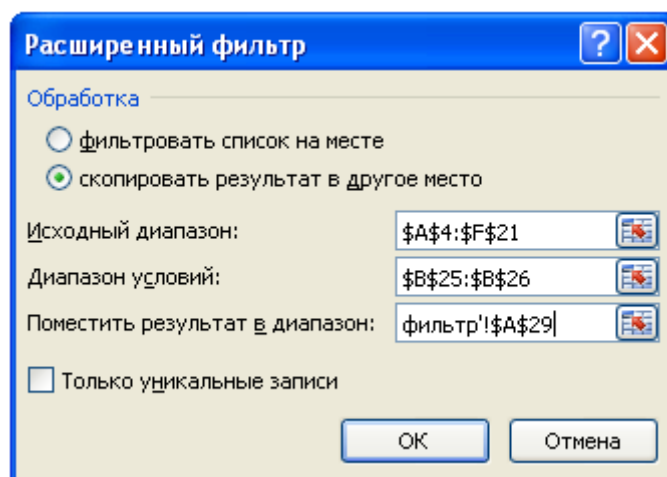 Расширенный фильтр
Обработка
фильтровать список на месте
скопировать результат в другое место
Исходный диапазон: $A$4:$F$21
Диапазон условий: $B$25:$B$26
Поместить результат в диапазон: фильтр'!$A$29
Только уникальные записи
ОК Отмена